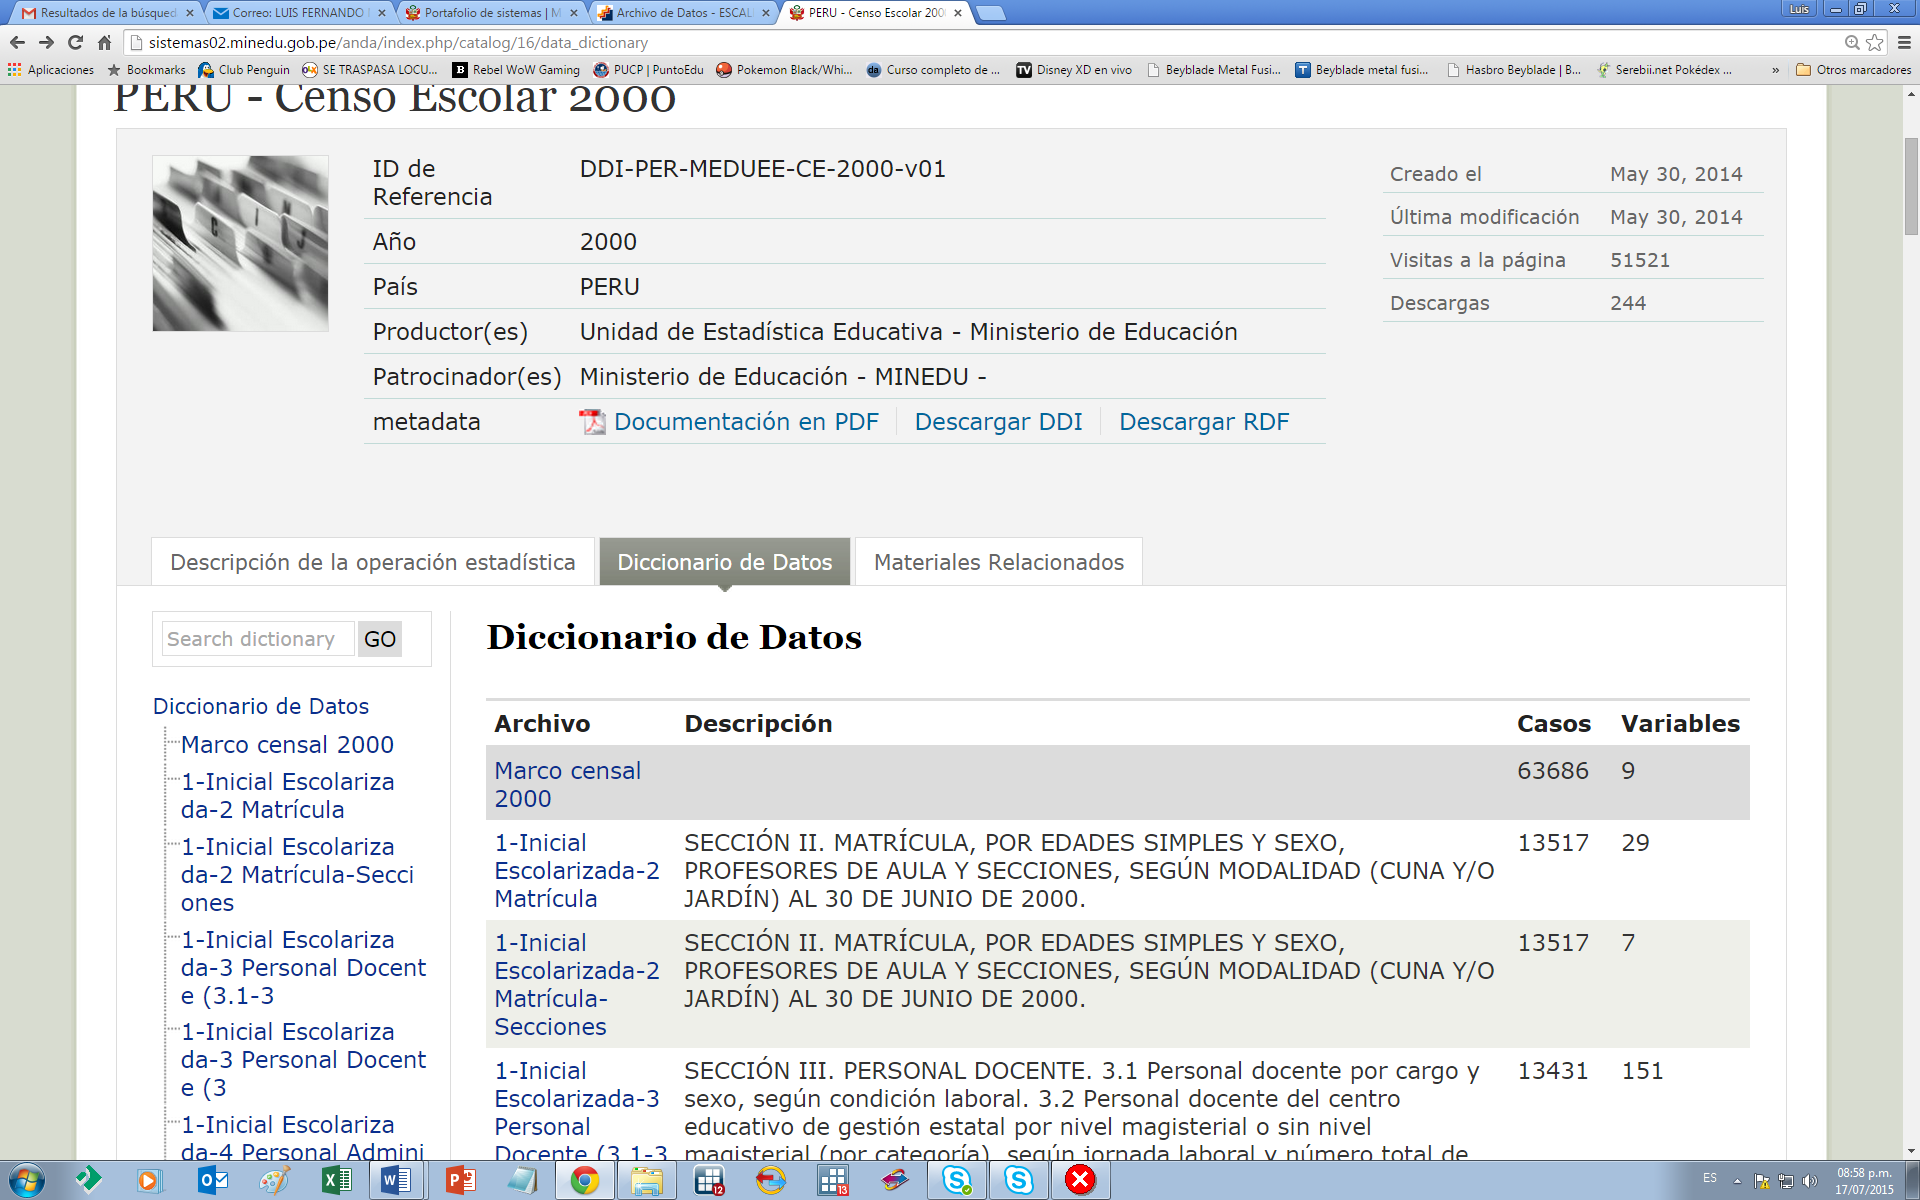 Resultados de la búsqued
Correo: LUIS FERNANDO
Portafolio de sistemas | M
Archivo de Datos - ESCAL
PERU - Censo Escolar 200
Luis
sistemas02.minedu.gob.pe/anda/index.php/catalog/16/data_dictionary
Aplicaciones
Bookmarks
Club Penguin
SE TRASPASA LOCU...
Rebel WoW Gaming
PUCP | PuntoEdu
Pokemon Black/Whi...
Curso completo de ...
Disney XD en vivo
Beyblade Metal Fusi...
Beyblade metal fusi...
Hasbro Beyblade | B...
Serebii.net Pokédex ...
»
Otros marcadores
PERU - Censo Escolar 2000
ID de Referencia DDI-PER-MEDUEE-CE-2000-v01
Año 2000
País PERU
Productor(es) Unidad de Estadística Educativa - Ministerio de Educación
Patrocinador(es) Ministerio de Educación - MINEDU -
metadata Documentación en PDF Descargar DDI Descargar RDF
Creado el May 30, 2014
Última modificación May 30, 2014
Visitas a la página 51521
Descargas 244
Descripción de la operación estadística
Diccionario de Datos
Materiales Relacionados
Search dictionary GO
Diccionario de Datos
Marco censal 2000
1-Inicial Escolariza
da-2 Matrícula
1-Inicial Escolariza
da-2 Matrícula-Secci
ones
1-Inicial Escolariza
da-3 Personal Docent
e (3.1-3
1-Inicial Escolariza
da-3 Personal Docent
e (3
1-Inicial Escolariza
da-4 Personal Admini
Diccionario de Datos
Archivo Descripción Casos Variables
Marco censal 63686 9
2000
1-Inicial SECCIÓN II. MATRÍCULA, POR EDADES SIMPLES Y SEXO, 13517 29
Escolarizada-2 PROFESORES DE AULA Y SECCIONES, SEGÚN MODALIDAD (CUNA Y/O
Matrícula JARDÍN) AL 30 DE JUNIO DE 2000.
1-Inicial SECCIÓN II. MATRÍCULA, POR EDADES SIMPLES Y SEXO, 13517 7
Escolarizada-2 PROFESORES DE AULA Y SECCIONES, SEGÚN MODALIDAD (CUNA Y/O
Matrícula- JARDÍN) AL 30 DE JUNIO DE 2000.
Secciones
1-Inicial SECCIÓN III. PERSONAL DOCENTE. 3.1 Personal docente por cargo y 13431 151
Escolarizada-3 sexo, según condición laboral. 3.2 Personal docente del centro
Personal educativo de gestión estatal por nivel magisterial o sin nivel
Docente (3.1-3 magisterial (por categoría), según jornada laboral y número total de
ES
08:58 p.m.
17/07/2015